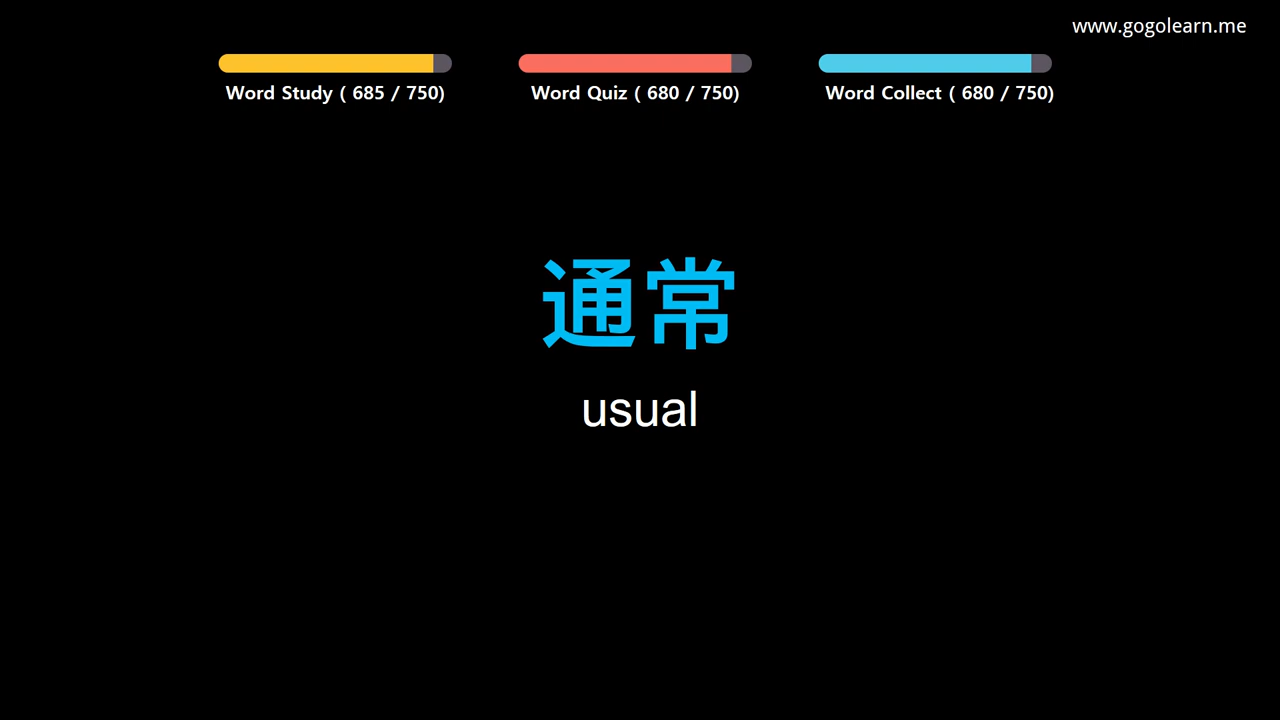 www.gogolearn.me
Word Study ( 685 / 750)
Word Quiz ( 680 / 750)
Word Collect ( 680 / 750)
通常
usual